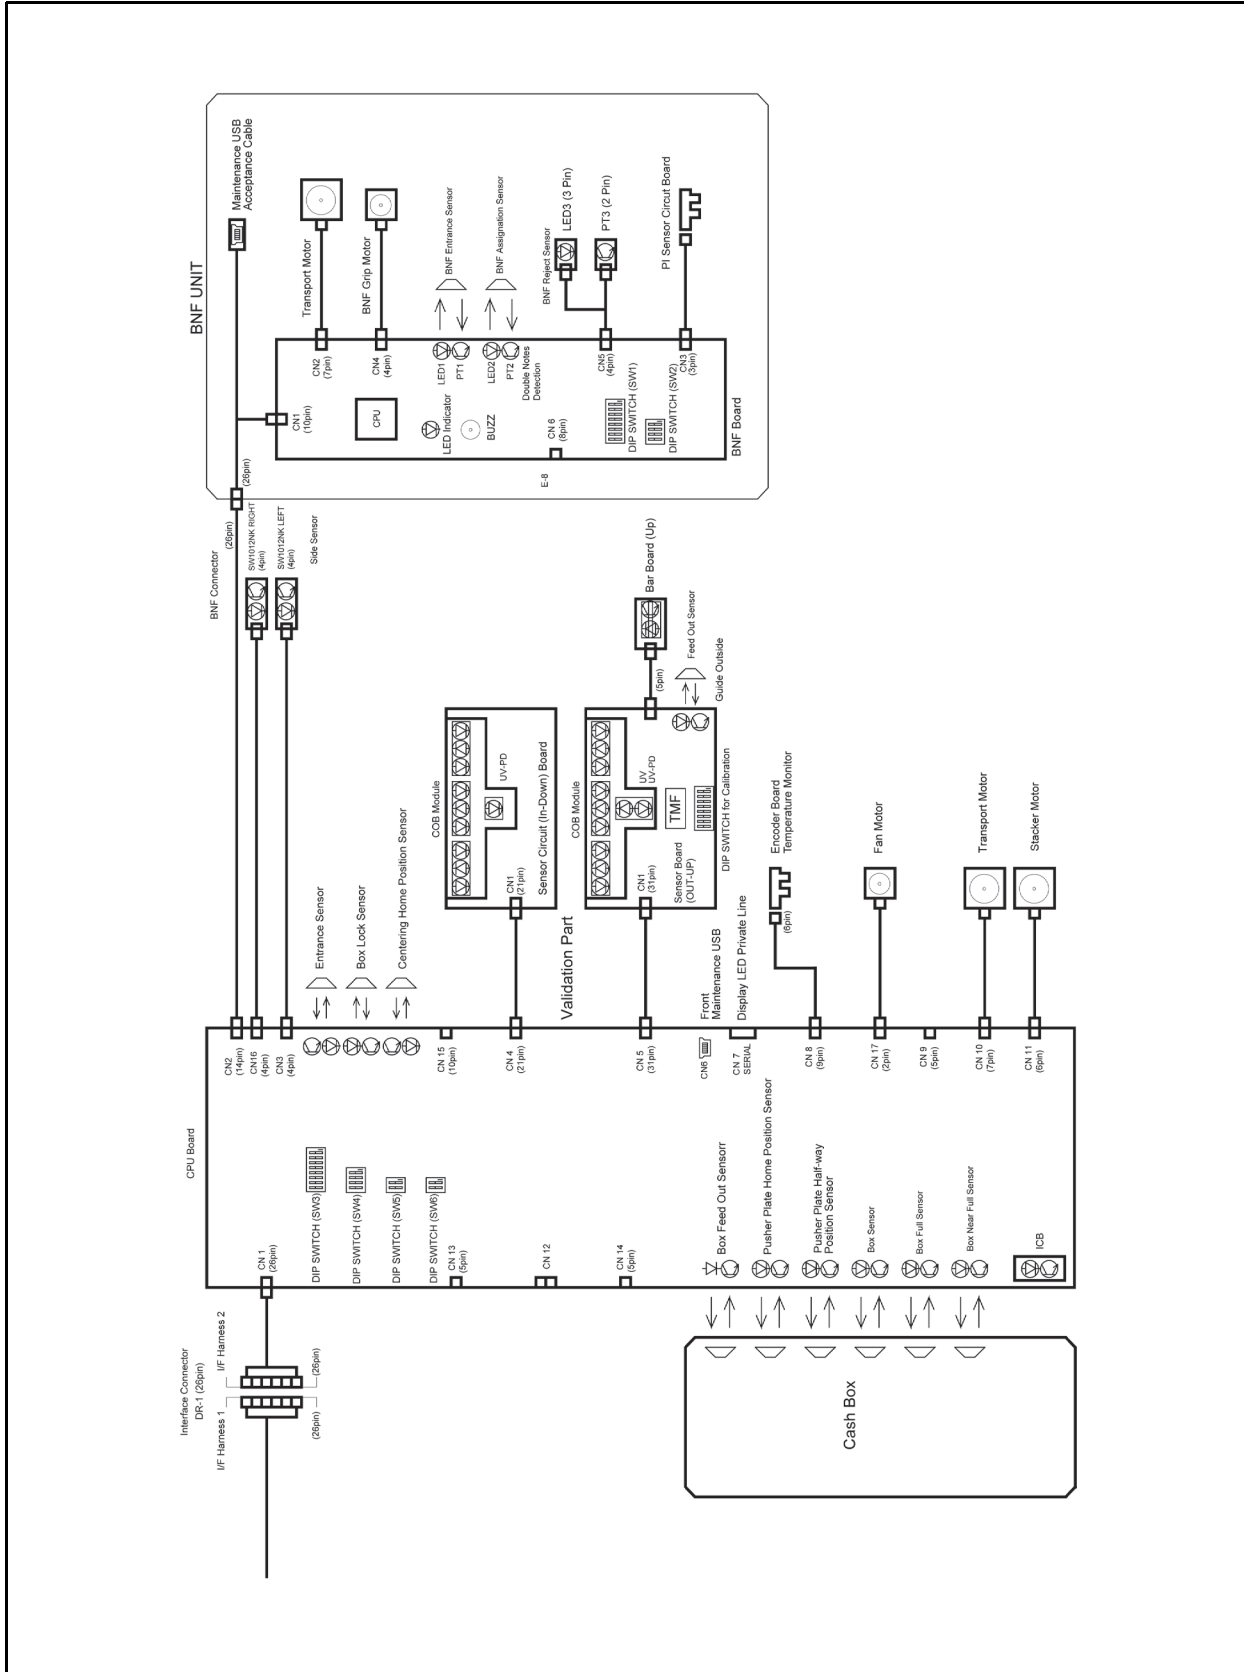 BNF UNIT
Maintenance USB
Acceptance Cable
Transport Motor
BNF Grip Motor
BNF Entrance Sensor
BNF Assignation Sensor
BNF Reject Sensor
LED3 (3 Pin)
PT3 (2 Pin)
PI Sensor Circut Board
CN1
(10pin)
CN2
(7pin)
CN4
(4pin)
LED1
PT1
LED2
PT2
Double Notes
Detection
CN5
(4pin)
CN3
(3pin)
CPU
LED Indicator
BUZZ
CN 6
(8pin)
E-8
DIP SWITCH (SW1)
DIP SWITCH (SW2)
BNF Board
(26pin)
BNF Connector
(26pin)
SW1012NK RIGHT
(4pin)
SW1012NK LEFT
(4pin)
Side Sensor
Bar Board (Up)
(5pin)
Feed Out Sensor
Guide Outside
COB Module
UV-PD
CN1
(21pin)
Sensor Circuit (In-Down) Board
COB Module
UV
UV-PD
TMF
CN1
(31pin)
Sensor Board
(OUT-UP)
DIP SWITCH for Calibration
Validation Part
Entrance Sensor
Box Lock Sensor
Centering Home Position Sensor
Front
Maintenance USB
Display LED Private Line
Encoder Board
Temperature Monitor
(6pin)
Fan Motor
Transport Motor
Stacker Motor
CPU Board
CN2
(14pin)
CN16
(4pin)
CN3
(4pin)
CN 15
(10pin)
CN 4
(21pin)
CN 5
(31pin)
CN6
CN 7
SERIAL
CN 8
(9pin)
CN 17
(2pin)
CN 9
(5pin)
CN 10
(7pin)
CN 11
(6pin)
CN 1
(26pin)
DIP SWITCH (SW3)
DIP SWITCH (SW4)
DIP SWITCH (SW5)
DIP SWITCH (SW6)
CN 13
(5pin)
CN 12
CN 14
(5pin)
Box Feed Out Sensorr
Pusher Plate Home Position Sensor
Pusher Plate Half-way
Position Sensor
Box Sensor
Box Full Sensor
Box Near Full Sensor
ICB
Interface Connector
DR-1 (26pin)
I/F Harness 1
I/F Harness 2
(26pin)
(26pin)
Cash Box